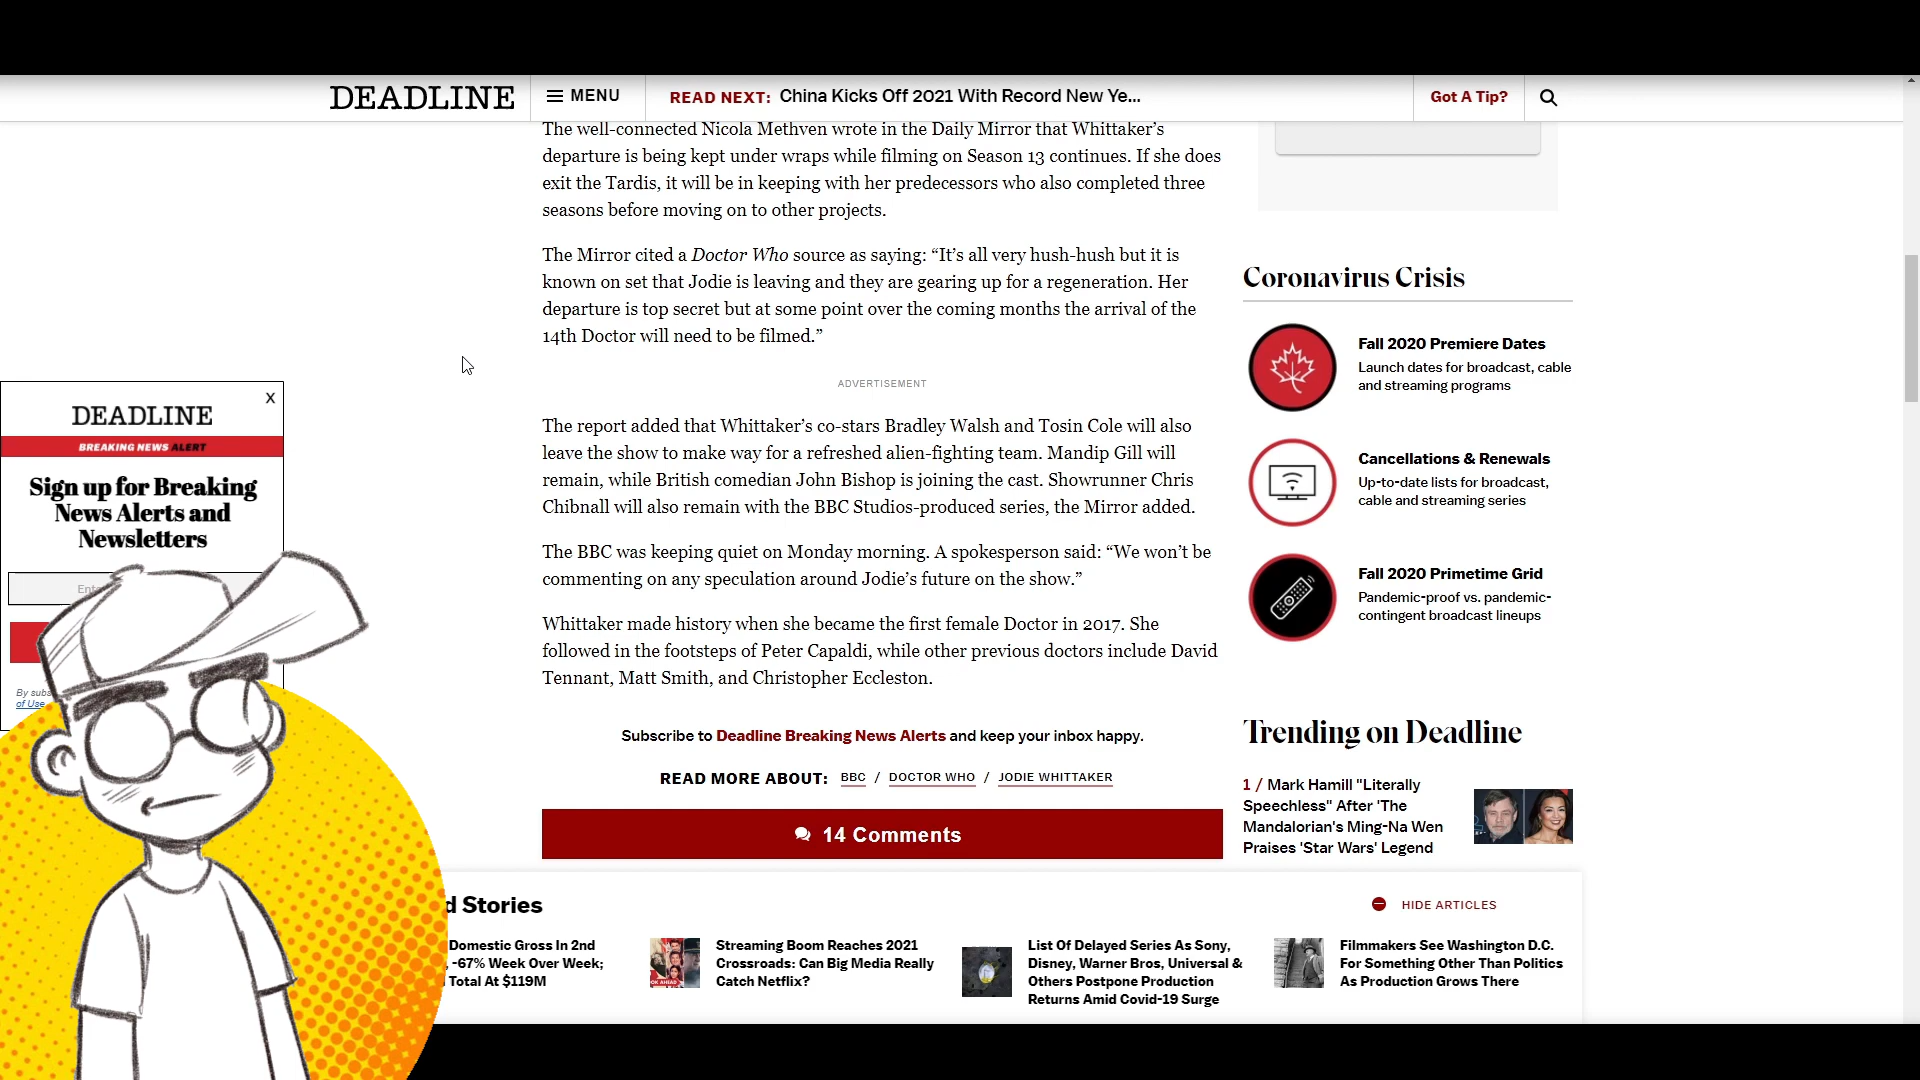 DEADLINE
MENU
READ NEXT: China Kicks Off 2021 With Record New Ye...
Got A Tip?
The well-connected Nicola Methven wrote in the Daily Mirror that Whittaker’s
departure is being kept under wraps while filming on Season 13 continues. If she does
exit the Tardis, it will be in keeping with her predecessors who also completed three
seasons before moving on to other projects.
The Mirror cited a Doctor Who source as saying: “It’s all very hush-hush but it is
known on set that Jodie is leaving and they are gearing up for a regeneration. Her
departure is top secret but at some point over the coming months the arrival of the
14th Doctor will need to be filmed.”
ADVERTISEMENT
The report added that Whittaker’s co-stars Bradley Walsh and Tosin Cole will also
leave the show to make way for a refreshed alien-fighting team. Mandip Gill will
remain, while British comedian John Bishop is joining the cast. Showrunner Chris
Chibnall will also remain with the BBC Studios-produced series, the Mirror added.
The BBC was keeping quiet on Monday morning. A spokesperson said: “We won’t be
commenting on any speculation around Jodie’s future on the show.”
Whittaker made history when she became the first female Doctor in 2017. She
followed in the footsteps of Peter Capaldi, while other previous doctors include David
Tennant, Matt Smith, and Christopher Eccleston.
Subscribe to Deadline Breaking News Alerts and keep your inbox happy.
READ MORE ABOUT: BBC / DOCTOR WHO / JODIE WHITTAKER
14 Comments
Coronavirus Crisis
Fall 2020 Premiere Dates
Launch dates for broadcast, cable
and streaming programs
Cancellations & Renewals
Up-to-date lists for broadcast,
cable and streaming series
Fall 2020 Primetime Grid
Pandemic-proof vs. pandemic-
contingent broadcast lineups
Trending on Deadline
1 / Mark Hamill "Literally
Speechless" After 'The
Mandalorian's Ming-Na Wen
Praises 'Star Wars' Legend
X
DEADLINE
BREAKING NEWS ALERT
Sign up for Breaking
News Alerts and
Newsletters
By subs
of Use
d Stories
HIDE ARTICLES
Domestic Gross In 2nd
, -67% Week Over Week;
Total At $119M
Streaming Boom Reaches 2021
Crossroads: Can Big Media Really
Catch Netflix?
List Of Delayed Series As Sony,
Disney, Warner Bros, Universal &
Others Postpone Production
Returns Amid Covid-19 Surge
Filmmakers See Washington D.C.
For Something Other Than Politics
As Production Grows There